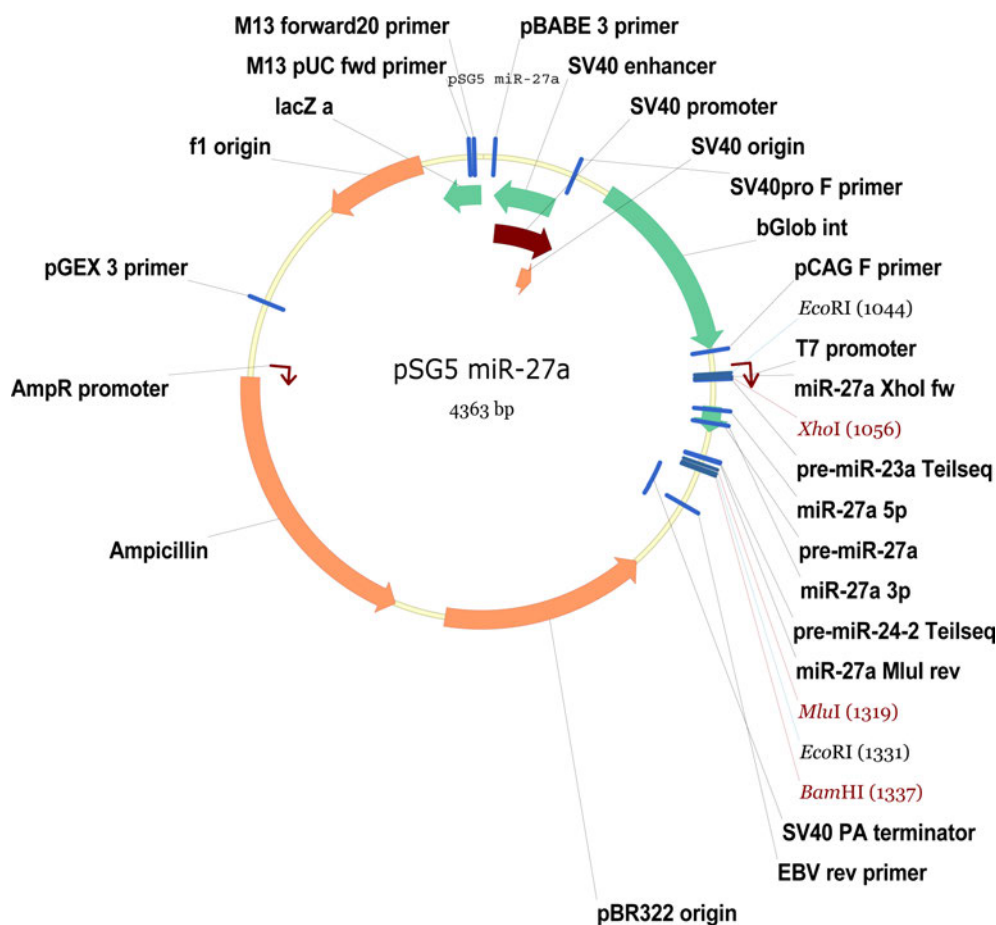 M13 forward20 primer
pBABE 3 primer
M13 pUC fwd primer
pSG5 miR-27a
SV40 enhancer
lacZ a
SV40 promoter
f1 origin
SV40 origin
SV40pro F primer
bGlob int
pGEX 3 primer
pCAG F primer
EcoRI (1044)
T7 promoter
AmpR promoter
pSG5 miR-27a
4363 bp
miR-27a XhoI fw
XhoI (1056)
pre-miR-23a Teilseq
miR-27a 5p
Ampicillin
pre-miR-27a
miR-27a 3p
pre-miR-24-2 Teilseq
miR-27a MluI rev
MluI (1319)
EcoRI (1331)
BamHI (1337)
SV40 PA terminator
EBV rev primer
pBR322 origin